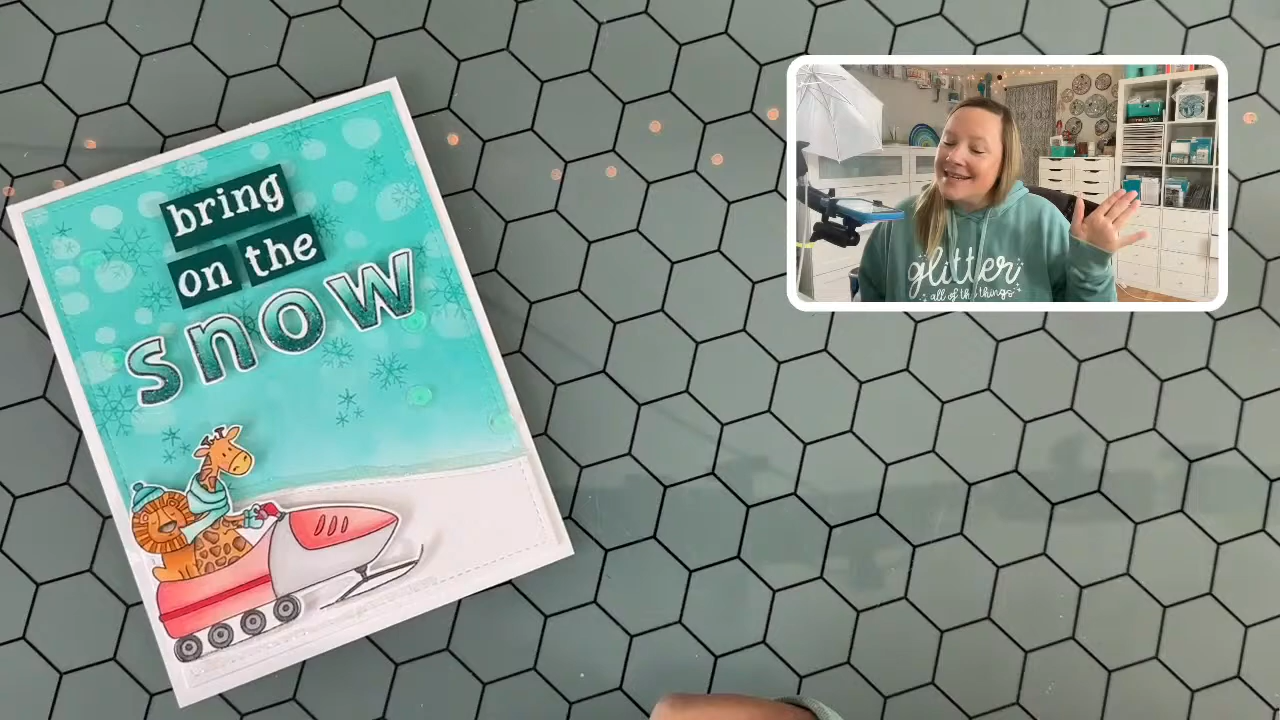 bring
on the
snow
glitter
all of the things